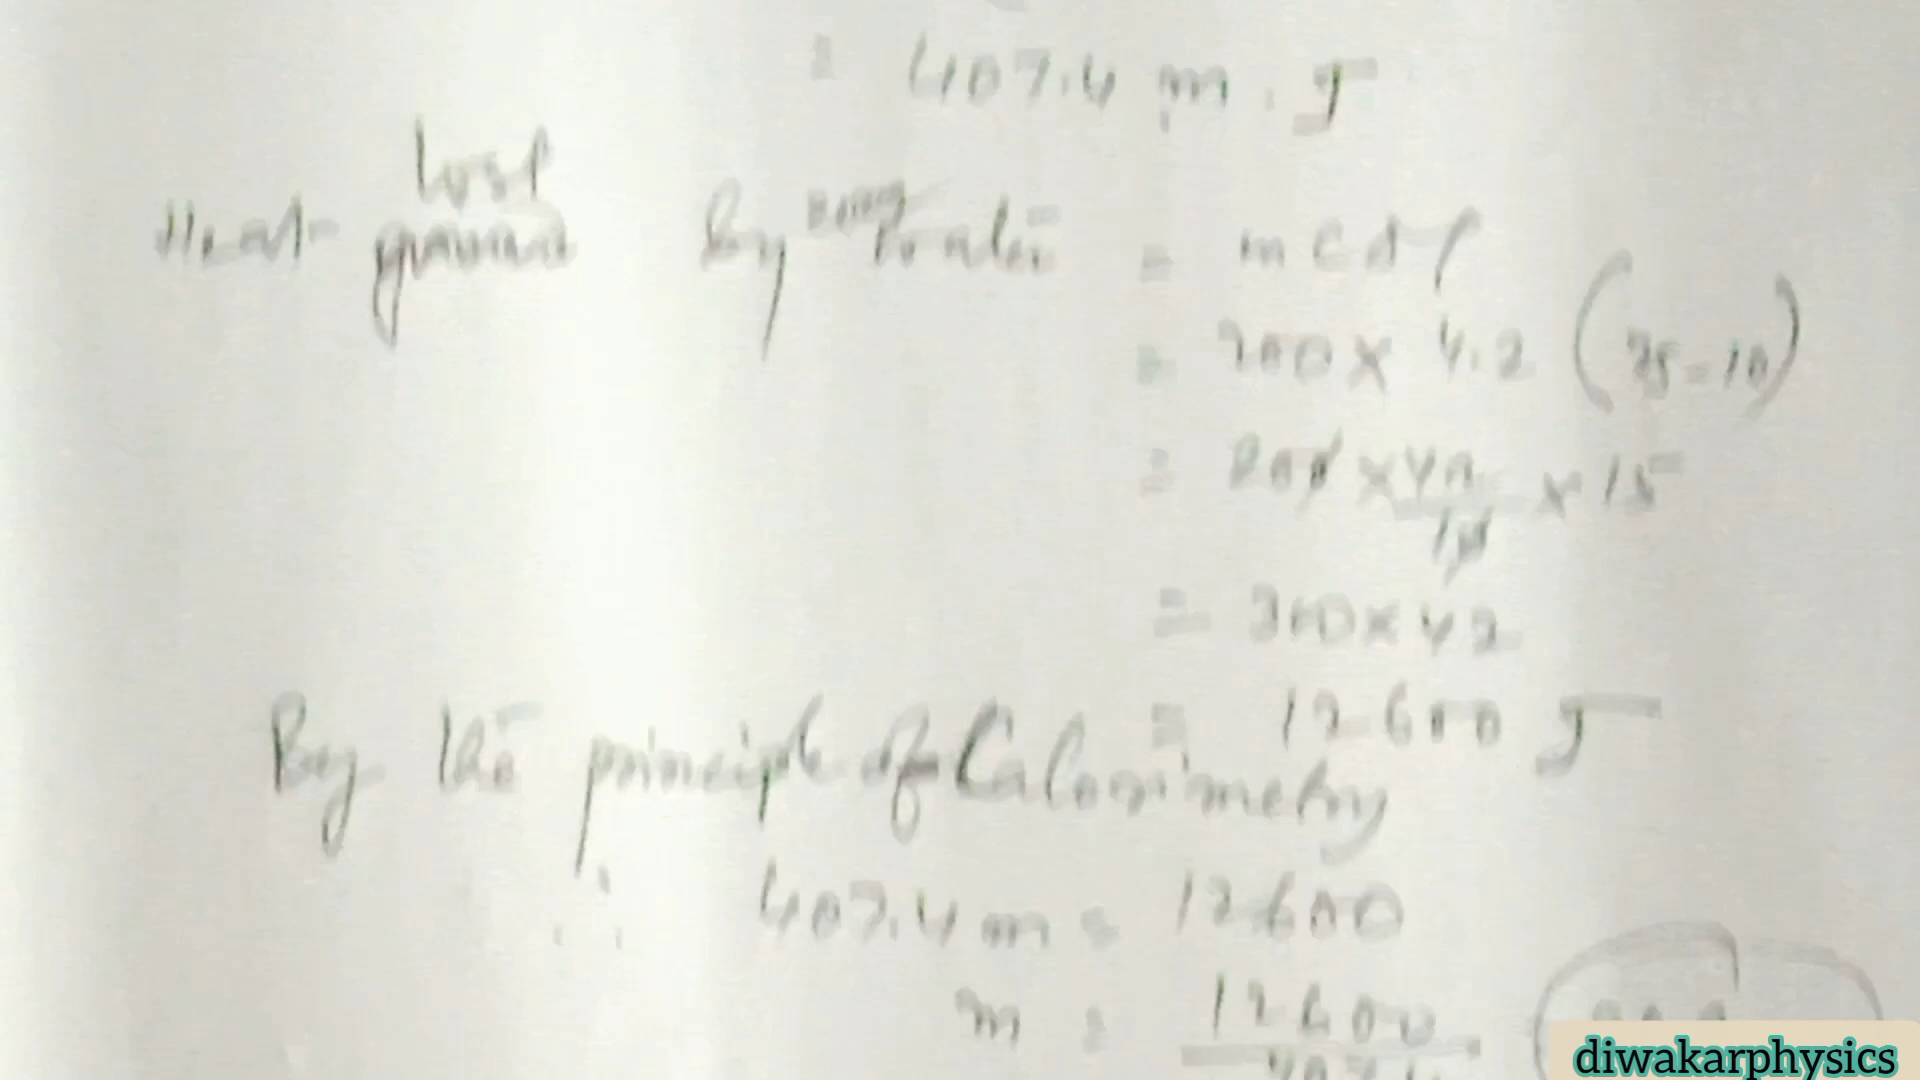 = 407.4 m. J
lost
Heat gained By water = mcΔT
= 200 × 4.2 (25-10)
= 200 × 42/10 × 15
= 300 × 42
= 12600 J
By the principle of Calorimetry
∴ 407.4 m = 12600
m = 12600
diwakarphysics